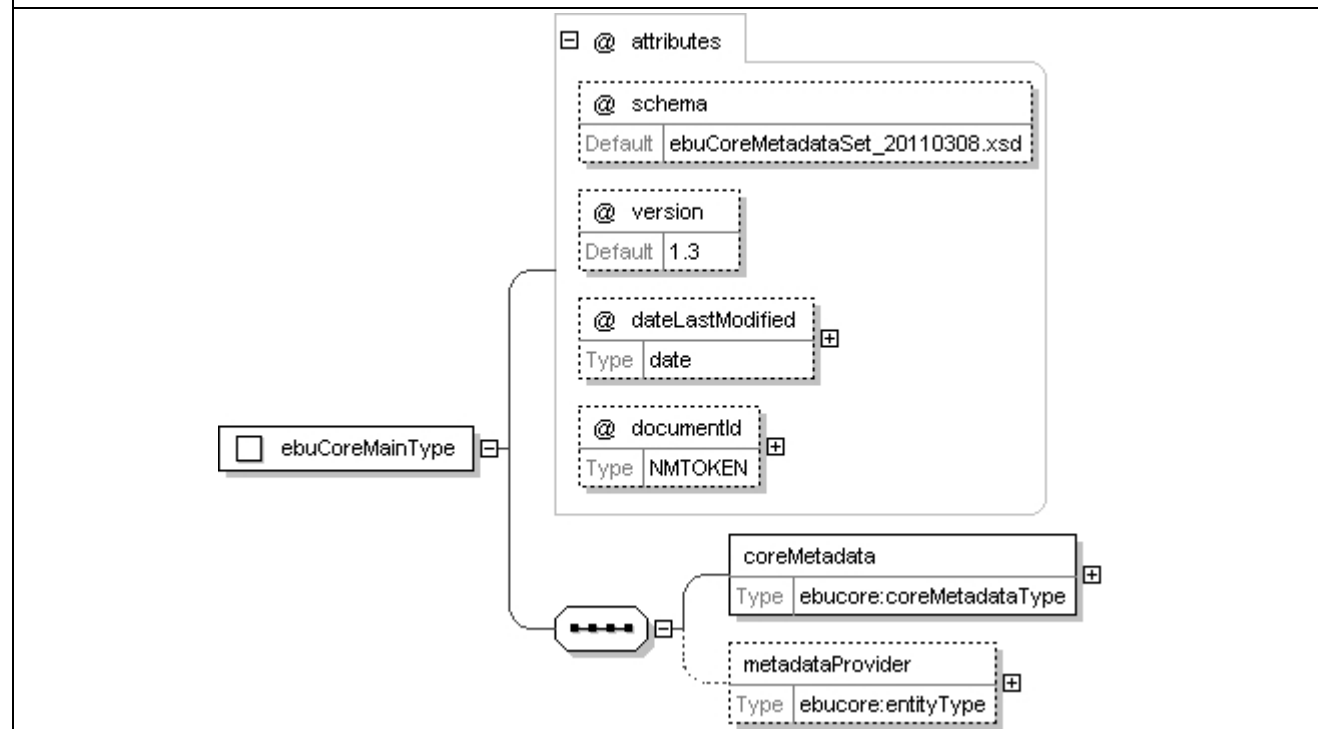 @ attributes
@ schema
Default ebuCoreMetadataSet_20110308.xsd
@ version
Default 1.3
@ dateLastModified
Type date
@ documentId
Type NMTOKEN
ebuCoreMainType
coreMetadata
Type ebucore:coreMetadataType
metadataProvider
Type ebucore:entityType